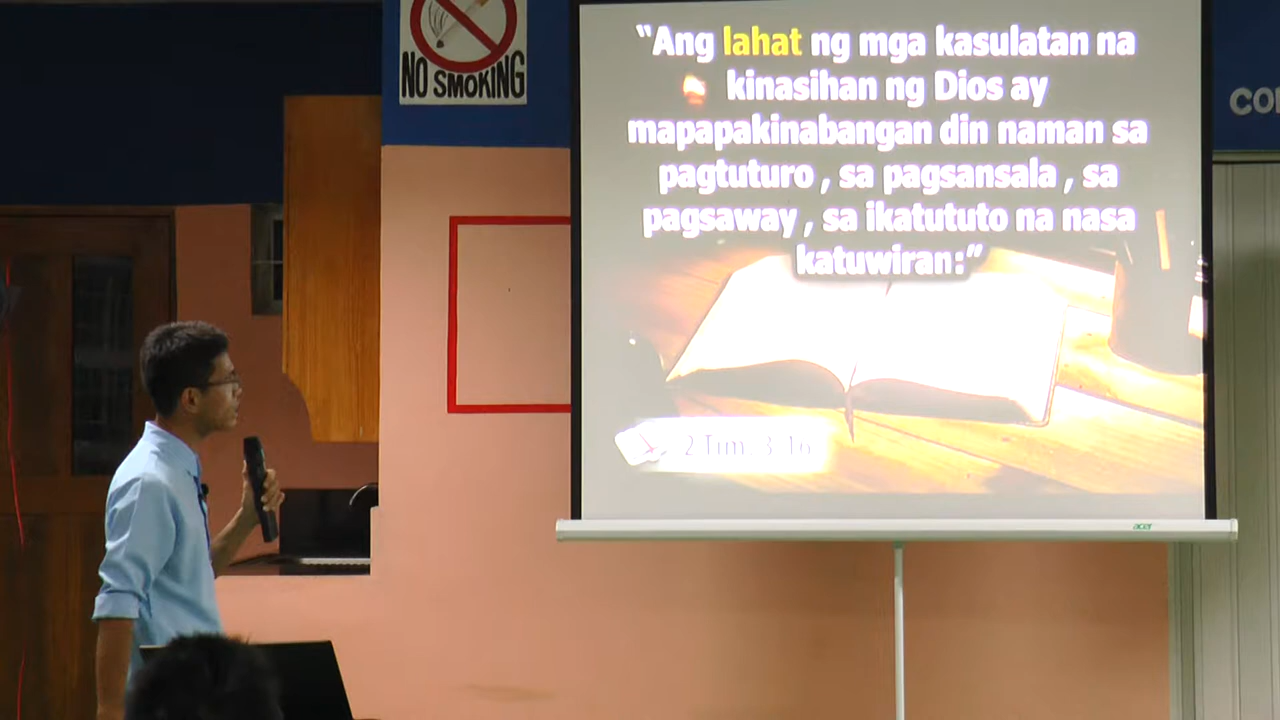 NO SMOKING
“Ang lahat ng mga kasulatan na
kinasihan ng Dios ay
mapapakinabangan din naman sa
pagtuturo , sa pagsansala , sa
pagsaway , sa ikatututo na nasa
katuwiran:”
2 Tim. 3:16
acer